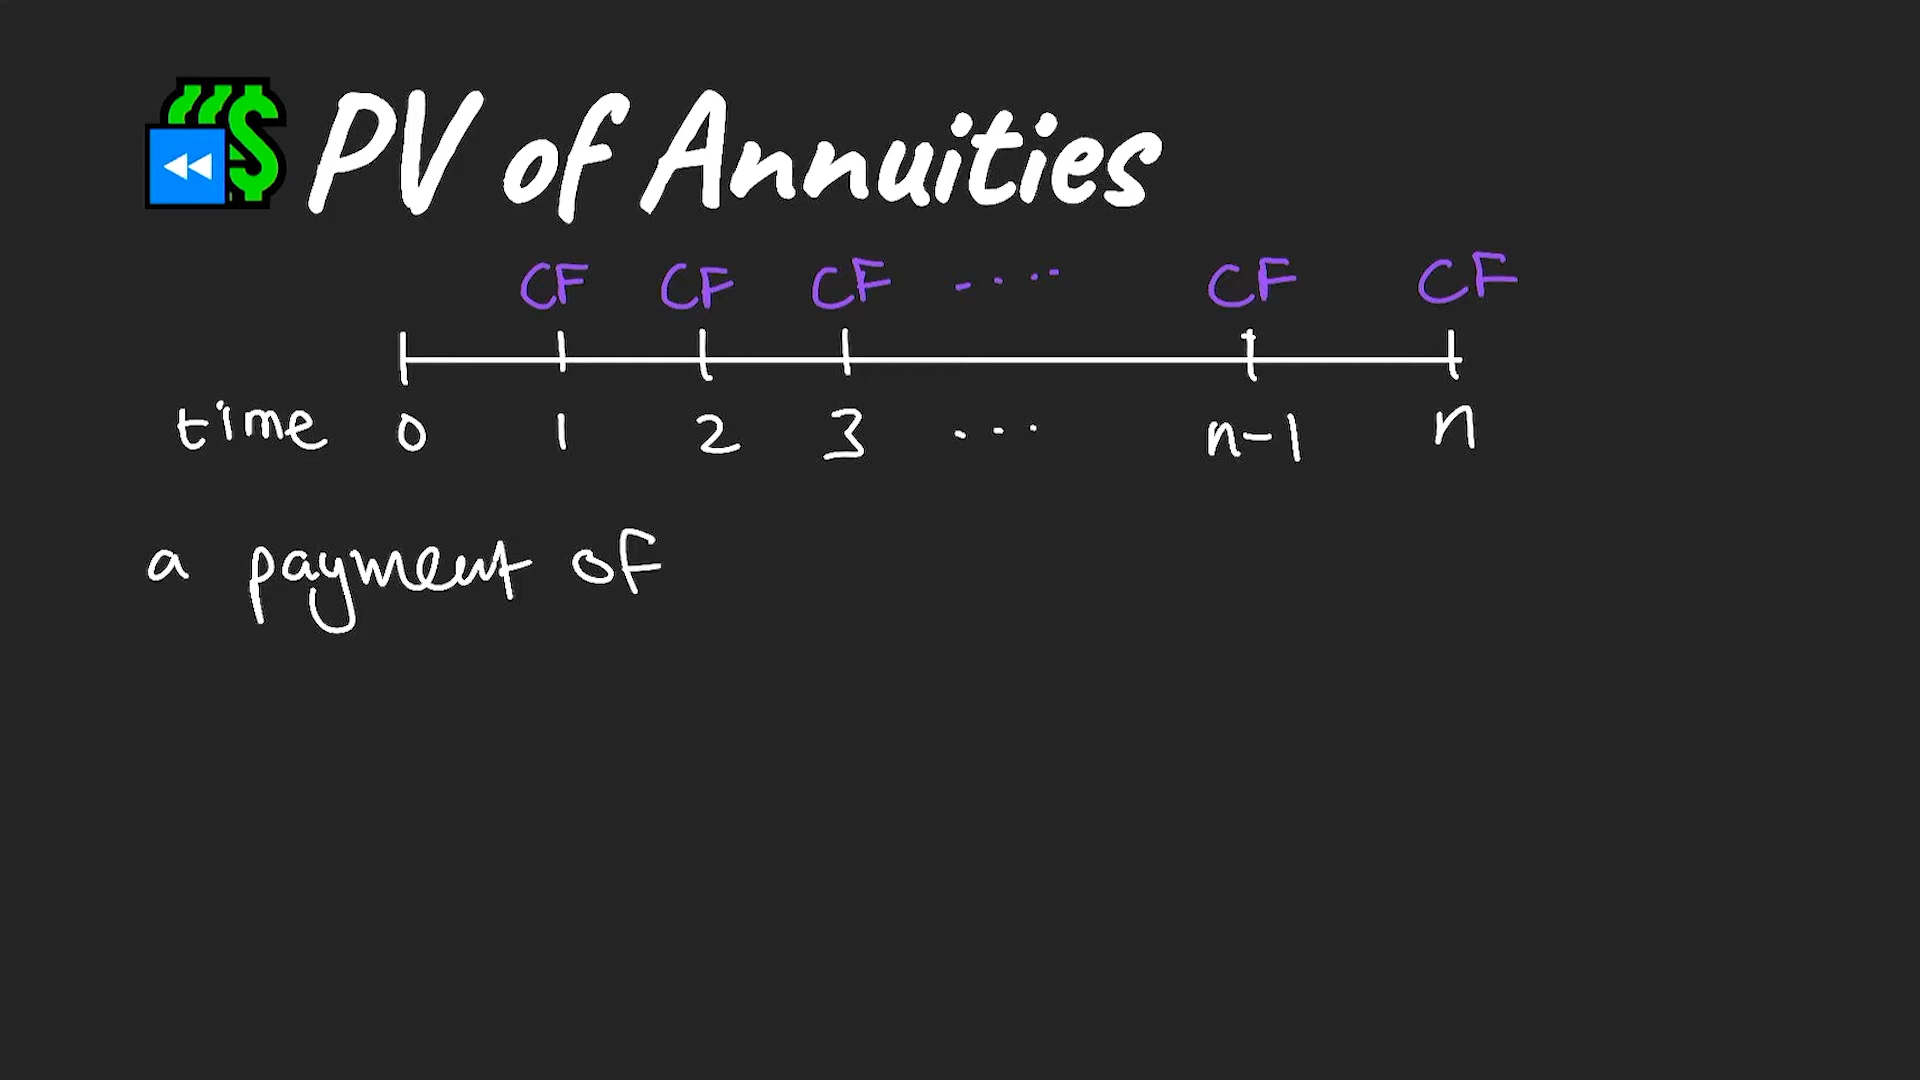 PV of Annuities
CF CF CF .... CF CF
time 0 1 2 3 ... n-1 n
a payment of